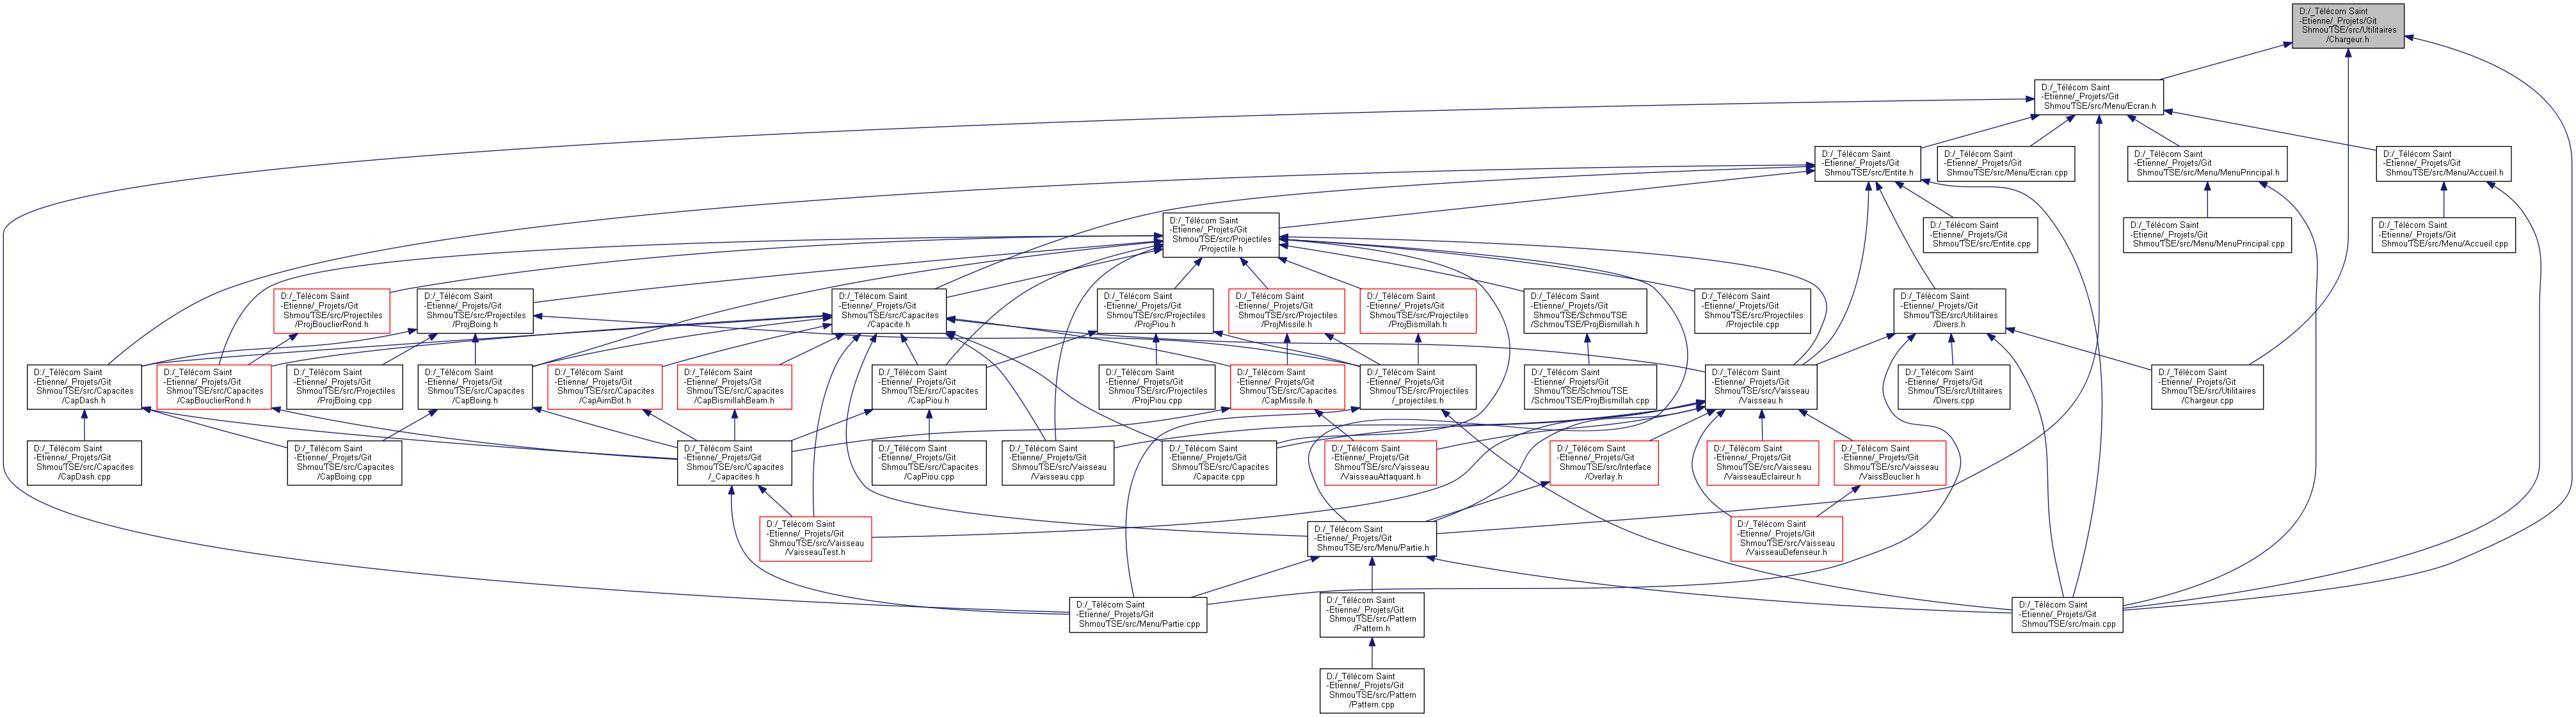 D:/_Télécom Saint
-Etienne/_Projets/Git
ShmouTSE/src/Utilitaires
/Chargeur.h
D:/_Télécom Saint
-Etienne/_Projets/Git
ShmouTSE/src/Menu/Ecran.h
D:/_Télécom Saint
-Etienne/_Projets/Git
ShmouTSE/src/Entite.h
D:/_Télécom Saint
-Etienne/_Projets/Git
ShmouTSE/src/Menu/Ecran.cpp
D:/_Télécom Saint
-Etienne/_Projets/Git
ShmouTSE/src/Menu/MenuPrincipal.h
D:/_Télécom Saint
-Etienne/_Projets/Git
ShmouTSE/src/Menu/Accueil.h
D:/_Télécom Saint
-Etienne/_Projets/Git
ShmouTSE/src/Projectiles
/Projectile.h
D:/_Télécom Saint
-Etienne/_Projets/Git
ShmouTSE/src/Entite.cpp
D:/_Télécom Saint
-Etienne/_Projets/Git
ShmouTSE/src/Menu/MenuPrincipal.cpp
D:/_Télécom Saint
-Etienne/_Projets/Git
ShmouTSE/src/Menu/Accueil.cpp
D:/_Télécom Saint
-Etienne/_Projets/Git
ShmouTSE/src/Projectiles
/ProjBouclierRond.h
D:/_Télécom Saint
-Etienne/_Projets/Git
ShmouTSE/src/Projectiles
/ProjBoing.h
D:/_Télécom Saint
-Etienne/_Projets/Git
ShmouTSE/src/Capacites
/Capacite.h
D:/_Télécom Saint
-Etienne/_Projets/Git
ShmouTSE/src/Projectiles
/ProjPiou.h
D:/_Télécom Saint
-Etienne/_Projets/Git
ShmouTSE/src/Projectiles
/ProjMissile.h
D:/_Télécom Saint
-Etienne/_Projets/Git
ShmouTSE/src/Projectiles
/ProjBismillah.h
D:/_Télécom Saint
-Etienne/_Projets/Git
ShmouTSE/SchmouTSE
/SchmouTSE/ProjBismillah.h
D:/_Télécom Saint
-Etienne/_Projets/Git
ShmouTSE/src/Projectiles
/Projectile.cpp
D:/_Télécom Saint
-Etienne/_Projets/Git
ShmouTSE/src/Utilitaires
/Divers.h
D:/_Télécom Saint
-Etienne/_Projets/Git
ShmouTSE/src/Capacites
/CapDash.h
D:/_Télécom Saint
-Etienne/_Projets/Git
ShmouTSE/src/Capacites
/CapBouclierRond.h
D:/_Télécom Saint
-Etienne/_Projets/Git
ShmouTSE/src/Projectiles
/ProjBoing.cpp
D:/_Télécom Saint
-Etienne/_Projets/Git
ShmouTSE/src/Capacites
/CapBoing.h
D:/_Télécom Saint
-Etienne/_Projets/Git
ShmouTSE/src/Capacites
/CapAimBot.h
D:/_Télécom Saint
-Etienne/_Projets/Git
ShmouTSE/src/Capacites
/CapBismillahBeam.h
D:/_Télécom Saint
-Etienne/_Projets/Git
ShmouTSE/src/Capacites
/CapPiou.h
D:/_Télécom Saint
-Etienne/_Projets/Git
ShmouTSE/src/Projectiles
/ProjPiou.cpp
D:/_Télécom Saint
-Etienne/_Projets/Git
ShmouTSE/src/Capacites
/CapMissile.h
D:/_Télécom Saint
-Etienne/_Projets/Git
ShmouTSE/src/Projectiles
/_projectiles.h
D:/_Télécom Saint
-Etienne/_Projets/Git
ShmouTSE/SchmouTSE
/SchmouTSE/ProjBismillah.cpp
D:/_Télécom Saint
-Etienne/_Projets/Git
ShmouTSE/src/Vaisseau
/Vaisseau.h
D:/_Télécom Saint
-Etienne/_Projets/Git
ShmouTSE/src/Utilitaires
/Divers.cpp
D:/_Télécom Saint
-Etienne/_Projets/Git
ShmouTSE/src/Utilitaires
/Chargeur.cpp
D:/_Télécom Saint
-Etienne/_Projets/Git
ShmouTSE/src/Capacites
/CapDash.cpp
D:/_Télécom Saint
-Etienne/_Projets/Git
ShmouTSE/src/Capacites
/CapBoing.cpp
D:/_Télécom Saint
-Etienne/_Projets/Git
ShmouTSE/src/Capacites
/_Capacites.h
D:/_Télécom Saint
-Etienne/_Projets/Git
ShmouTSE/src/Capacites
/CapPiou.cpp
D:/_Télécom Saint
-Etienne/_Projets/Git
ShmouTSE/src/Vaisseau
/Vaisseau.cpp
D:/_Télécom Saint
-Etienne/_Projets/Git
ShmouTSE/src/Capacites
/Capacite.cpp
D:/_Télécom Saint
-Etienne/_Projets/Git
ShmouTSE/src/Vaisseau
/VaisseauAttaquant.h
D:/_Télécom Saint
-Etienne/_Projets/Git
ShmouTSE/src/Interface
/Overlay.h
D:/_Télécom Saint
-Etienne/_Projets/Git
ShmouTSE/src/Vaisseau
/VaisseauEclaireur.h
D:/_Télécom Saint
-Etienne/_Projets/Git
ShmouTSE/src/Vaisseau
/VaissBouclier.h
D:/_Télécom Saint
-Etienne/_Projets/Git
ShmouTSE/src/Vaisseau
/VaisseauTest.h
D:/_Télécom Saint
-Etienne/_Projets/Git
ShmouTSE/src/Menu/Partie.h
D:/_Télécom Saint
-Etienne/_Projets/Git
ShmouTSE/src/Vaisseau
/VaisseauDefenseur.h
D:/_Télécom Saint
-Etienne/_Projets/Git
ShmouTSE/src/Menu/Partie.cpp
D:/_Télécom Saint
-Etienne/_Projets/Git
ShmouTSE/src/Pattern
/Pattern.h
D:/_Télécom Saint
-Etienne/_Projets/Git
ShmouTSE/src/main.cpp
D:/_Télécom Saint
-Etienne/_Projets/Git
ShmouTSE/src/Pattern
/Pattern.cpp